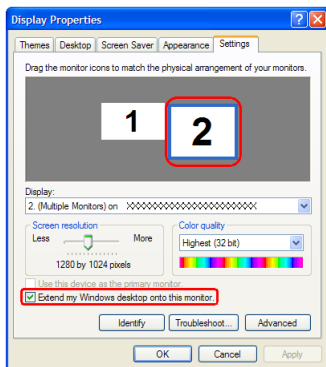 Display Properties
Themes Desktop Screen Saver Appearance Settings
Drag the monitor icons to match the physical arrangement of your monitors.
1 2
Display:
2. (Multiple Monitors) on XXXXXXXXXXXXXXXXXXXXXX
Screen resolution Color quality
Less More Highest (32 bit)
1280 by 1024 pixels
Use this device as the primary monitor.
Extend my Windows desktop onto this monitor.
Identify Troubleshoot... Advanced
OK Cancel Apply